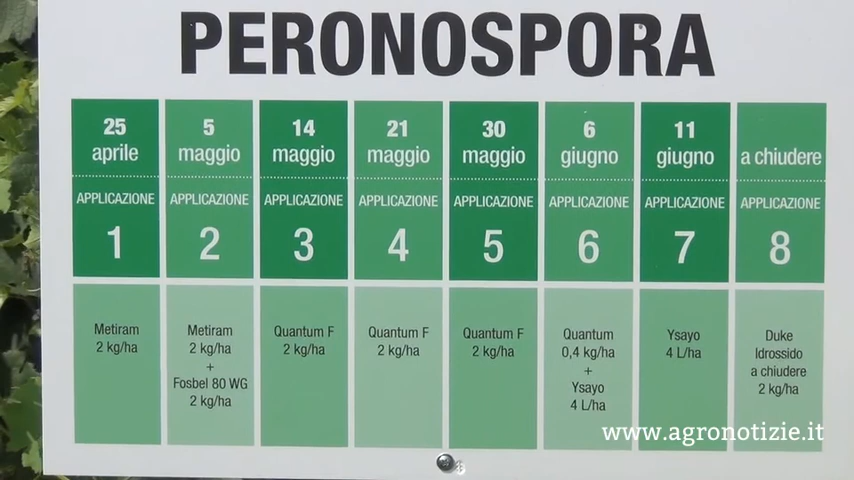 PERONOSPORA
25 aprile
APPLICAZIONE
1
Metiram
2 kg/ha
5 maggio
APPLICAZIONE
2
Metiram
2 kg/ha
+
Fosbel 80 WG
2 kg/ha
14 maggio
APPLICAZIONE
3
Quantum F
2 kg/ha
21 maggio
APPLICAZIONE
4
Quantum F
2 kg/ha
30 maggio
APPLICAZIONE
5
Quantum F
2 kg/ha
6 giugno
APPLICAZIONE
6
Quantum
0,4 kg/ha
+
Ysayo
4 L/ha
11 giugno
APPLICAZIONE
7
Ysayo
4 L/ha
a chiudere
APPLICAZIONE
8
Duke
Idrossido
a chiudere
2 kg/ha
www.agronotizie.it